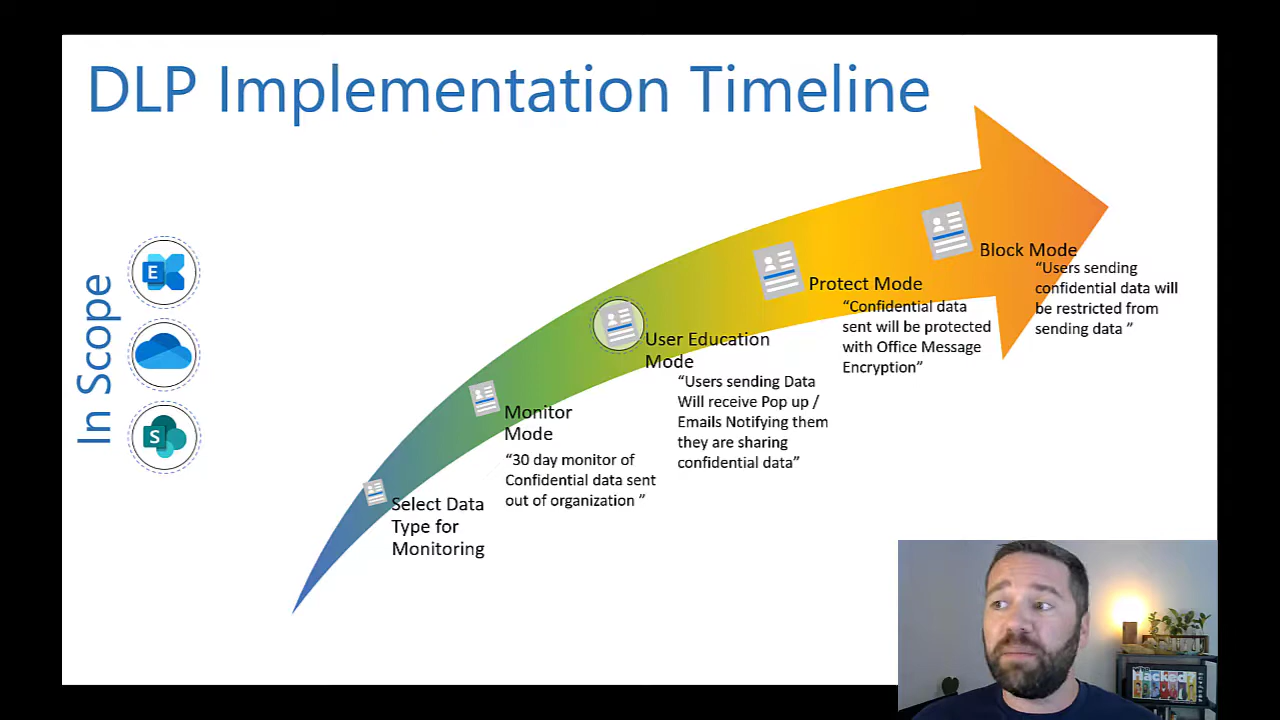 DLP Implementation Timeline
In Scope
E
S
Select Data
Type for
Monitoring
Monitor
Mode
“30 day monitor of
Confidential data sent
out of organization ”
User Education
Mode
“Users sending Data
Will receive Pop up /
Emails Notifying them
they are sharing
confidential data”
Protect Mode
“Confidential data
sent will be protected
with Office Message
Encryption”
Block Mode
“Users sending
confidential data will
be restricted from
sending data ”
Hacked?